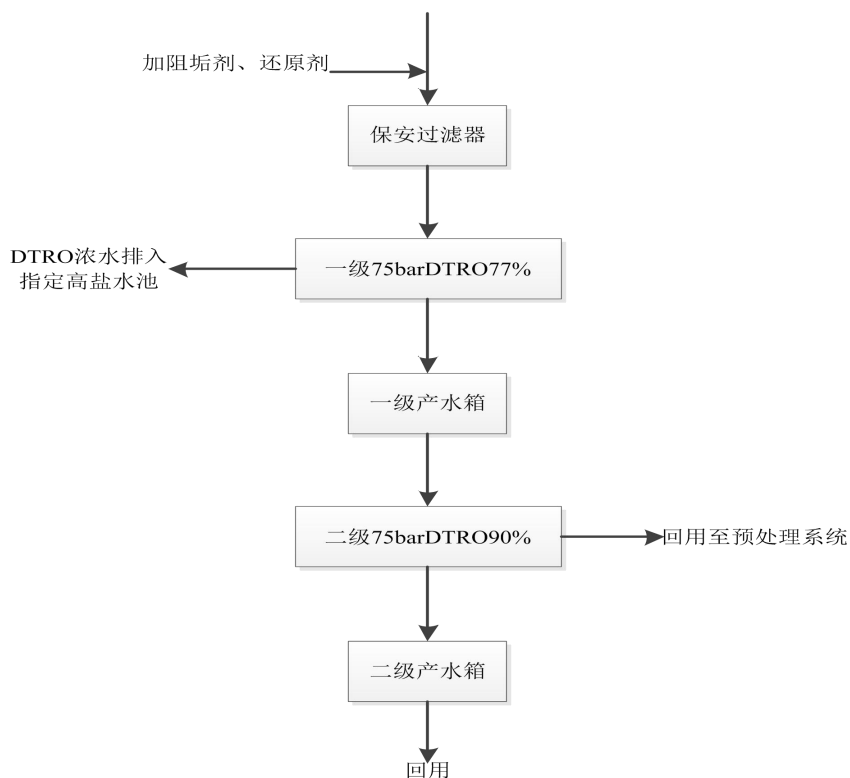 加阻垢剂、还原剂
保安过滤器
DTRO浓水排入
指定高盐水池
一级75barDTRO77%
一级产水箱
二级75barDTRO90%
回用至预处理系统
二级产水箱
回用